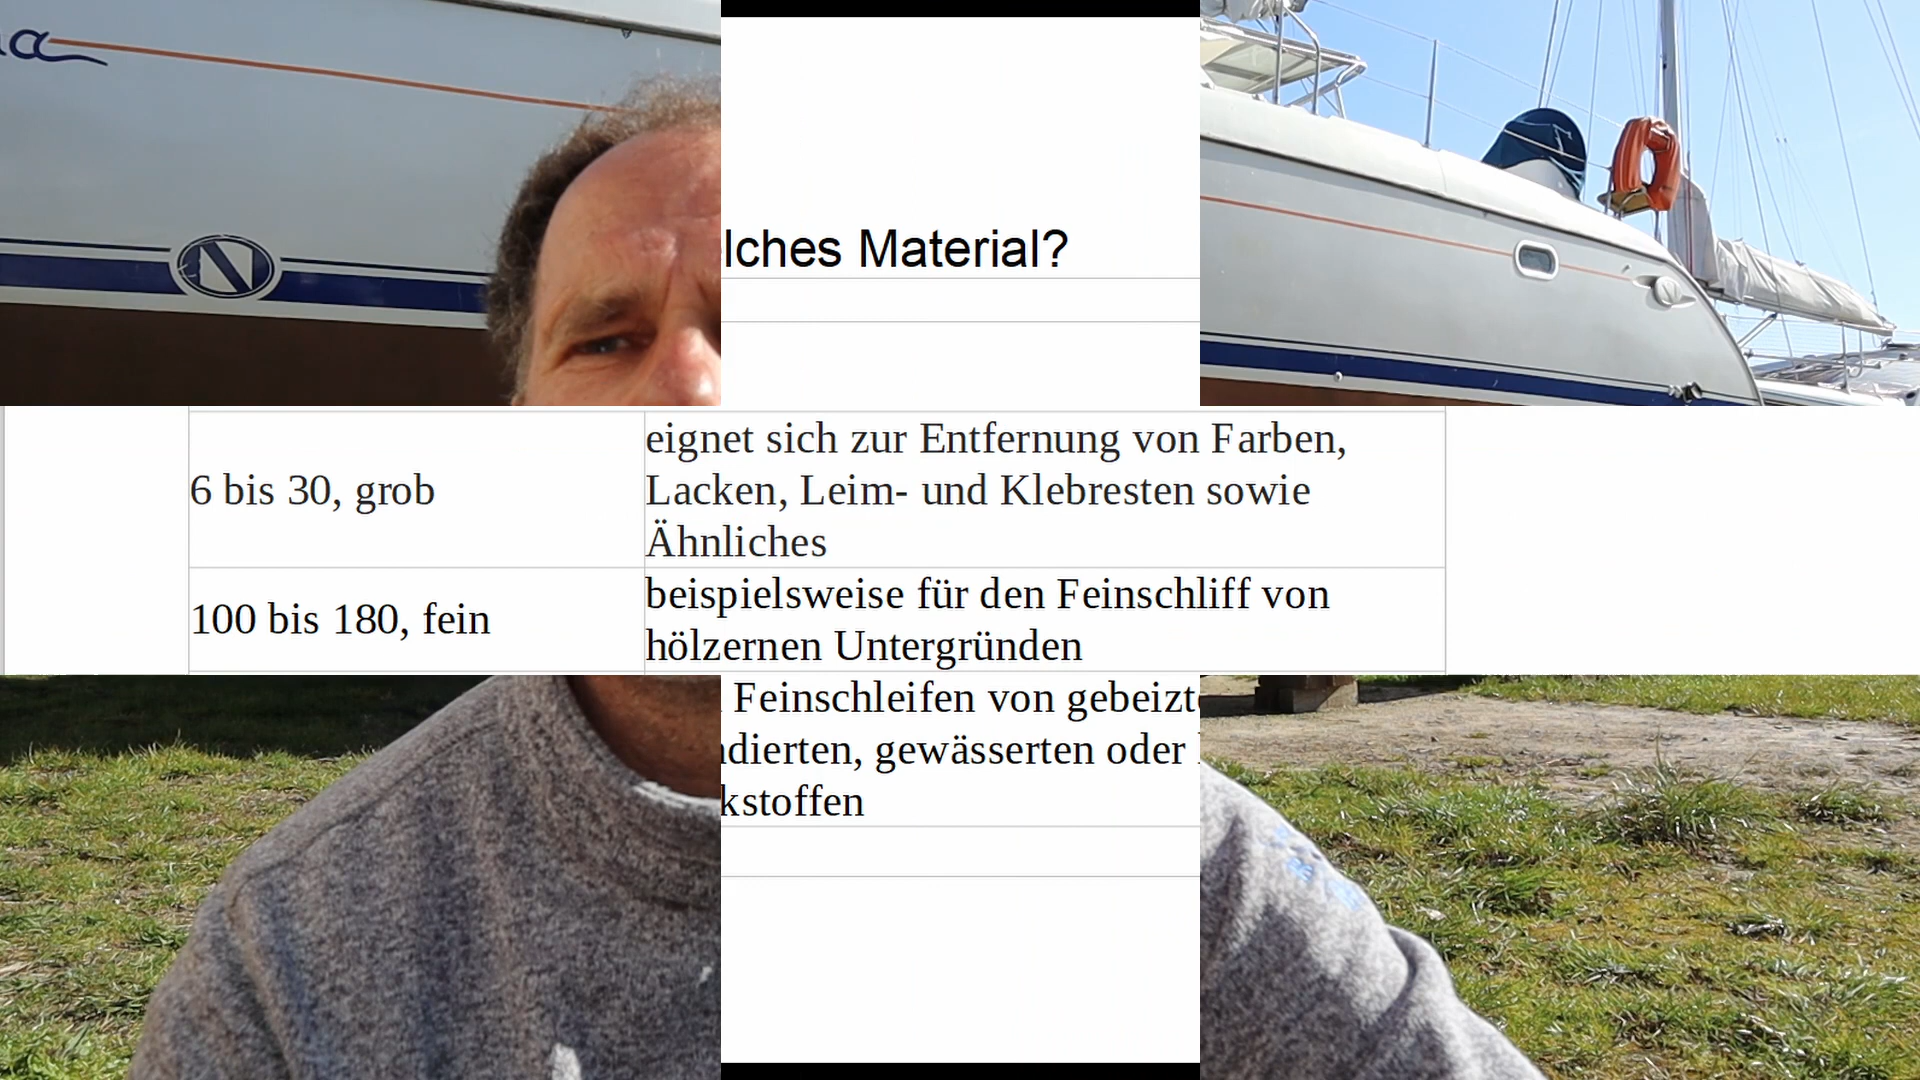 lches Material?
6 bis 30, grob
eignet sich zur Entfernung von Farben,
Lacken, Leim- und Klebresten sowie
Ähnliches
100 bis 180, fein
beispielsweise für den Feinschliff von
hölzernen Untergründen
Feinschleifen von gebeizt
dierten, gewässerten oder
kstoffen